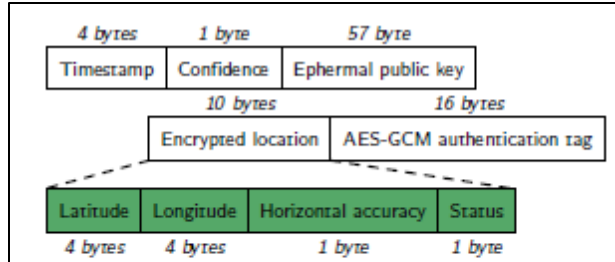 4 bytes 1 byte 57 byte
Timestamp Confidence Ephermal public key
10 bytes 16 bytes
Encrypted location AES-GCM authentication tag
Latitude Longitude Horizontal accuracy Status
4 bytes 4 bytes 1 byte 1 byte